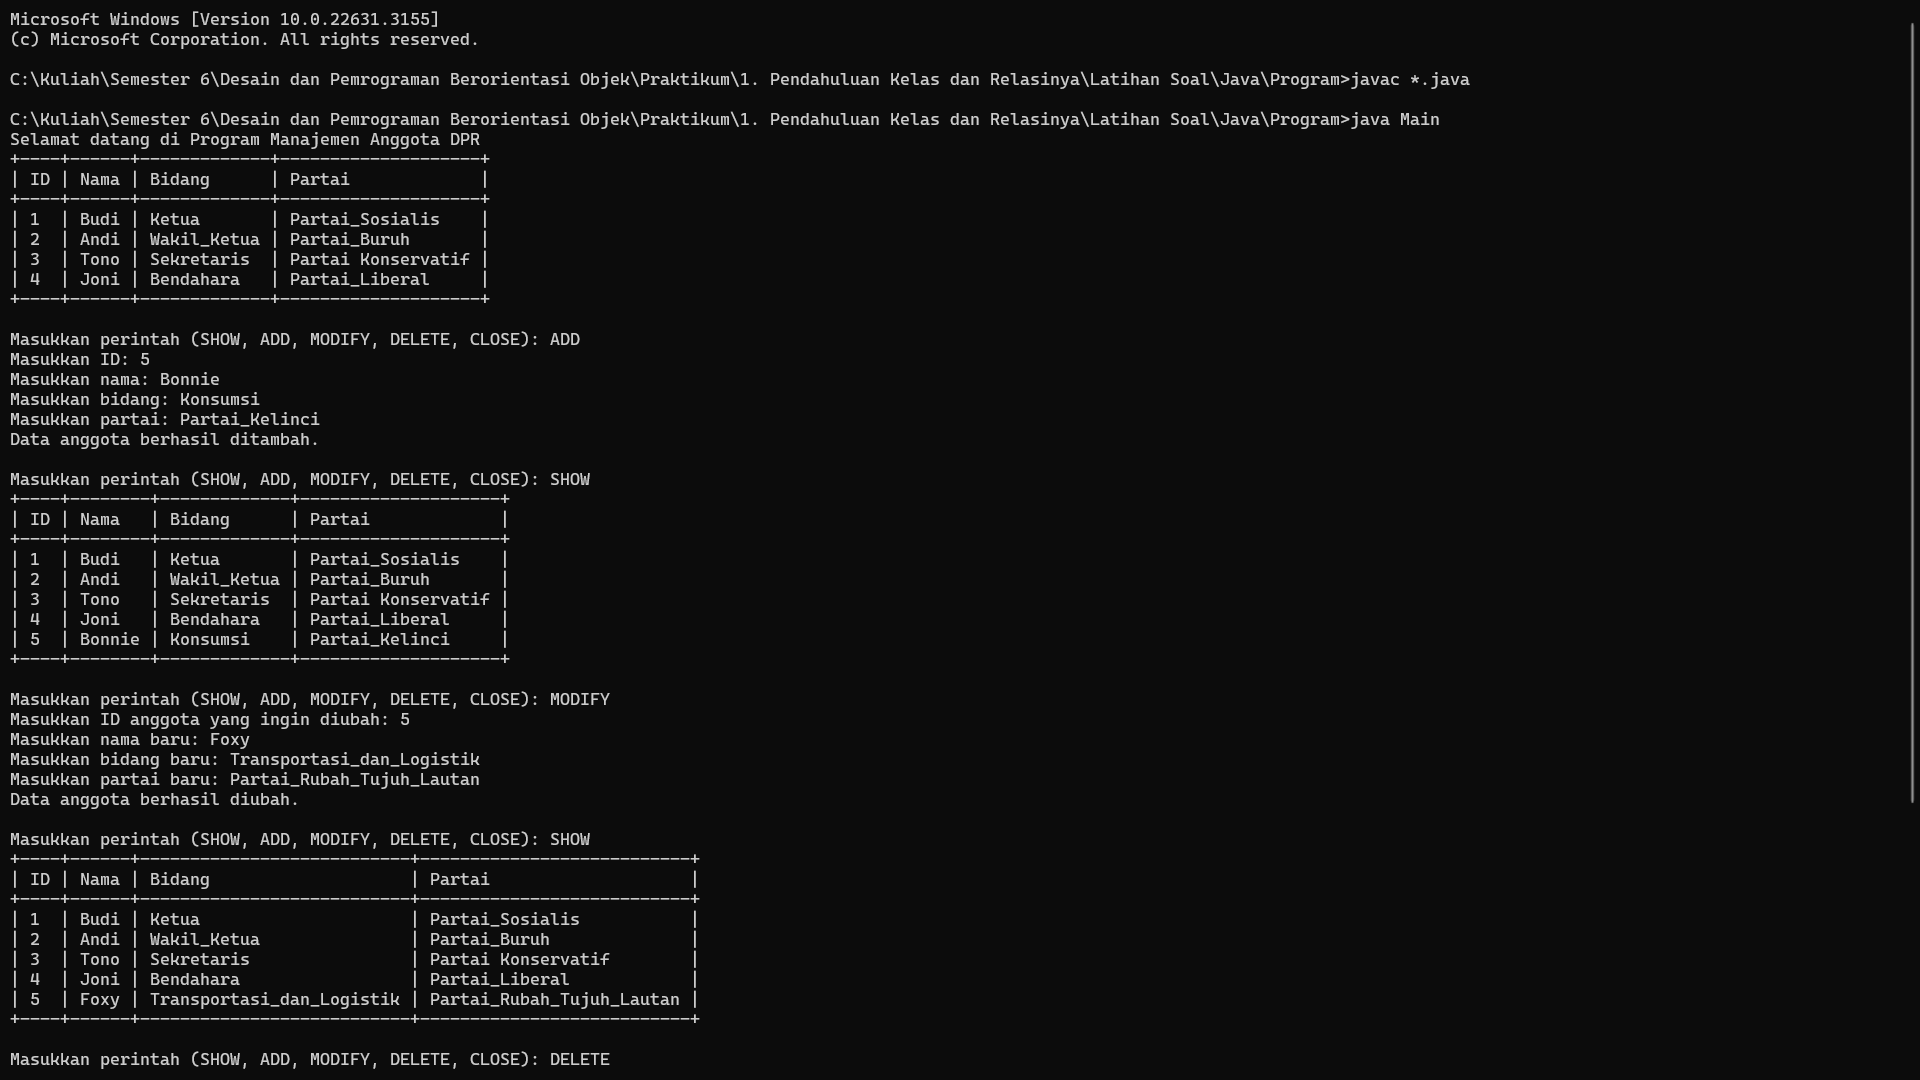 Microsoft Windows [Version 10.0.22631.3155]
(c) Microsoft Corporation. All rights reserved.

C:\Kuliah\Semester 6\Desain dan Pemrograman Berorientasi Objek\Praktikum\1. Pendahuluan Kelas dan Relasinya\Latihan Soal\Java\Program>javac *.java

C:\Kuliah\Semester 6\Desain dan Pemrograman Berorientasi Objek\Praktikum\1. Pendahuluan Kelas dan Relasinya\Latihan Soal\Java\Program>java Main
Selamat datang di Program Manajemen Anggota DPR
+----+------+-------------+--------------------+
| ID | Nama | Bidang      | Partai             |
+----+------+-------------+--------------------+
| 1  | Budi | Ketua       | Partai_Sosialis    |
| 2  | Andi | Wakil_Ketua | Partai_Buruh       |
| 3  | Tono | Sekretaris  | Partai Konservatif |
| 4  | Joni | Bendahara   | Partai_Liberal     |
+----+------+-------------+--------------------+

Masukkan perintah (SHOW, ADD, MODIFY, DELETE, CLOSE): ADD
Masukkan ID: 5
Masukkan nama: Bonnie
Masukkan bidang: Konsumsi
Masukkan partai: Partai_Kelinci
Data anggota berhasil ditambah.

Masukkan perintah (SHOW, ADD, MODIFY, DELETE, CLOSE): SHOW
+----+--------+-------------+--------------------+
| ID | Nama   | Bidang      | Partai             |
+----+--------+-------------+--------------------+
| 1  | Budi   | Ketua       | Partai_Sosialis    |
| 2  | Andi   | Wakil_Ketua | Partai_Buruh       |
| 3  | Tono   | Sekretaris  | Partai Konservatif |
| 4  | Joni   | Bendahara   | Partai_Liberal     |
| 5  | Bonnie | Konsumsi    | Partai_Kelinci     |
+----+--------+-------------+--------------------+

Masukkan perintah (SHOW, ADD, MODIFY, DELETE, CLOSE): MODIFY
Masukkan ID anggota yang ingin diubah: 5
Masukkan nama baru: Foxy
Masukkan bidang baru: Transportasi_dan_Logistik
Masukkan partai baru: Partai_Rubah_Tujuh_Lautan
Data anggota berhasil diubah.

Masukkan perintah (SHOW, ADD, MODIFY, DELETE, CLOSE): SHOW
+----+------+---------------------------+---------------------------+
| ID | Nama | Bidang                    | Partai                    |
+----+------+---------------------------+---------------------------+
| 1  | Budi | Ketua                     | Partai_Sosialis           |
| 2  | Andi | Wakil_Ketua               | Partai_Buruh              |
| 3  | Tono | Sekretaris                | Partai Konservatif        |
| 4  | Joni | Bendahara                 | Partai_Liberal            |
| 5  | Foxy | Transportasi_dan_Logistik | Partai_Rubah_Tujuh_Lautan |
+----+------+---------------------------+---------------------------+

Masukkan perintah (SHOW, ADD, MODIFY, DELETE, CLOSE): DELETE